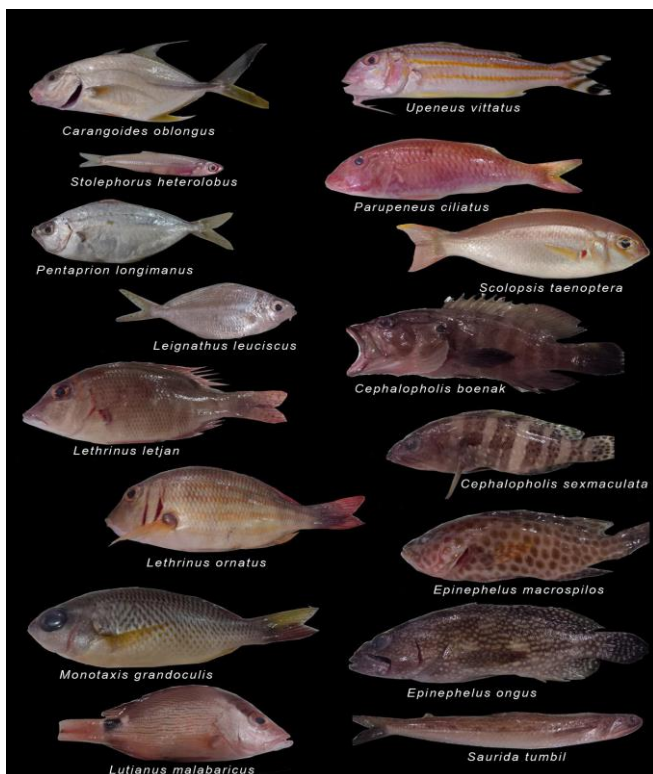 Carangoides oblongus
Upeneus vittatus
Stolephorus heterolobus
Parupeneus ciliatus
Pentaprion longimanus
Scolopsis taenoptera
Leignathus leuciscus
Cephalopholis boenak
Lethrinus letjan
Cephalopholis sexmaculata
Lethrinus ornatus
Epinephelus macrospilos
Monotaxis grandoculis
Epinephelus ongus
Lutianus malabaricus
Saurida tumbil